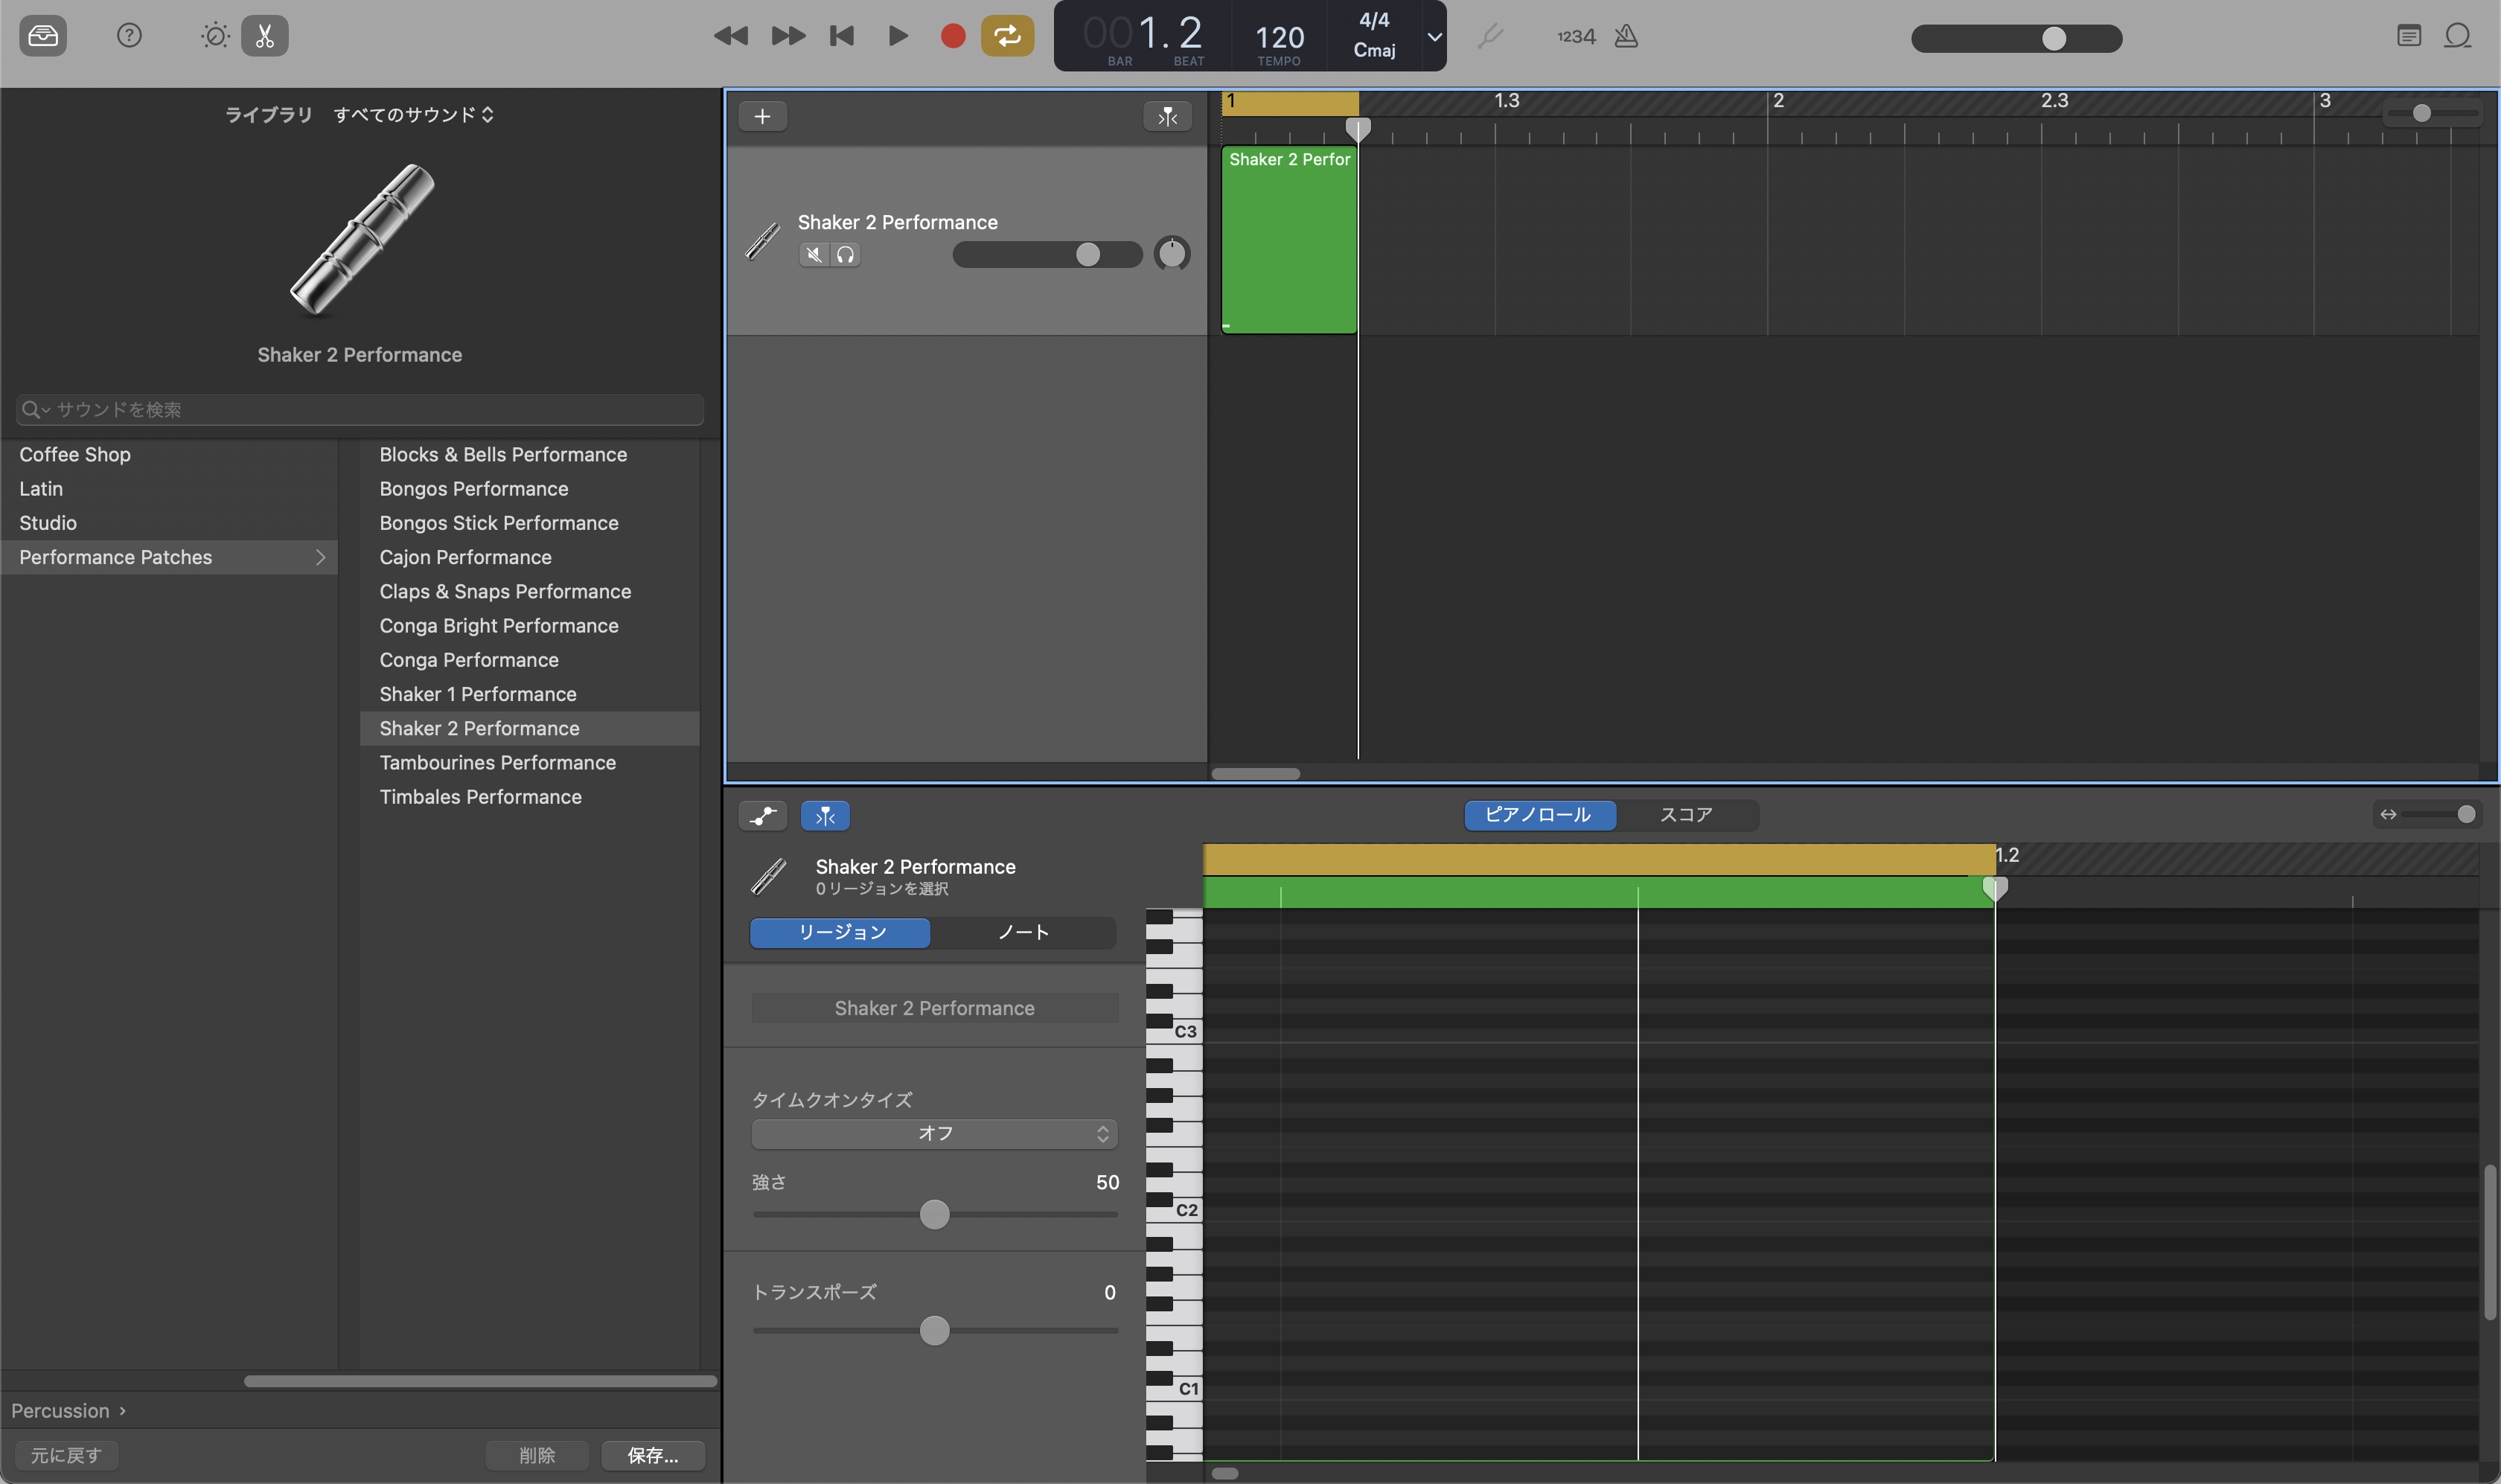 001.2
BAR
BEAT
120
TEMPO
4/4
Cmaj
1234
ライブラリ すべてのサウンド
Shaker 2 Performance
サウンドを検索
Coffee Shop
Latin
Studio
Performance Patches
Blocks & Bells Performance
Bongos Performance
Bongos Stick Performance
Cajon Performance
Claps & Snaps Performance
Conga Bright Performance
Conga Performance
Shaker 1 Performance
Shaker 2 Performance
Tambourines Performance
Timbales Performance
Percussion
元に戻す
削除
保存...
1
1.3
2
2.3
3
Shaker 2 Performance
Shaker 2 Perfor
ピアノロール
スコア
Shaker 2 Performance
0リージョンを選択
リージョン
ノート
Shaker 2 Performance
タイムクオンタイズ
オフ
強さ 50
トランスポーズ 0
1.2
C3
C2
C1